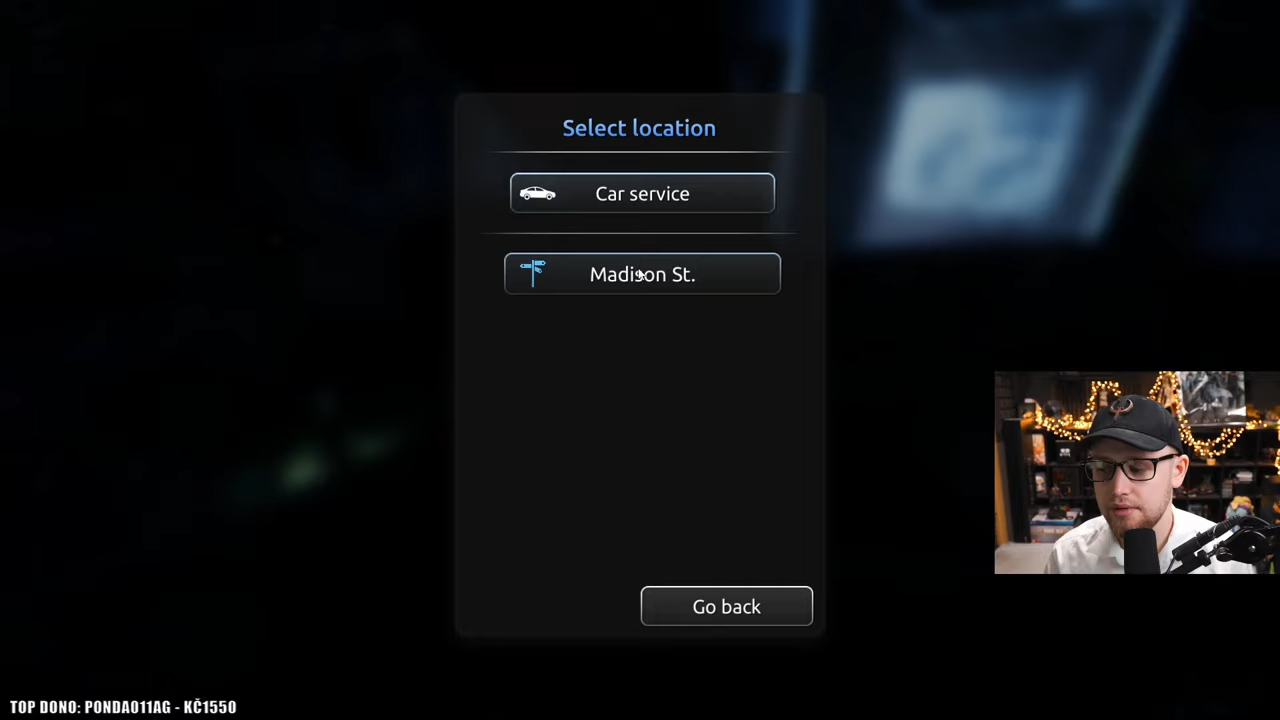 Select location
Car service
Madison St.
Go back
TOP DONO: PONDA011AG - KČ1550